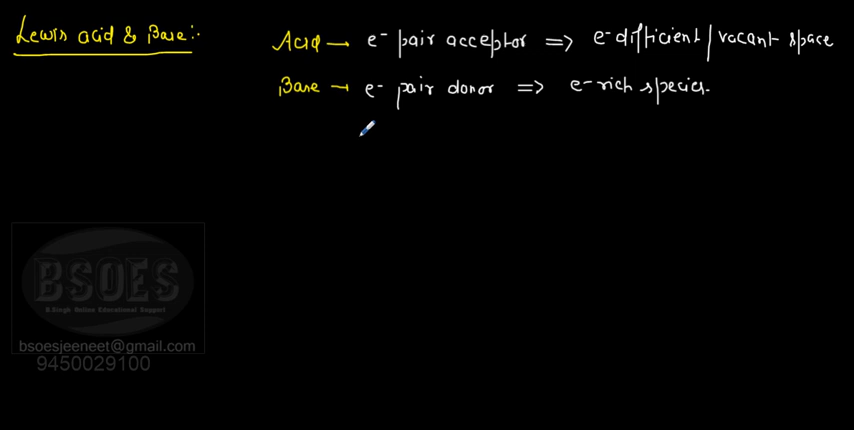 Lewis acid & Base:-
Acid → e⁻ pair acceptor ⇒ e⁻ difficient / vacant space
Base → e⁻ pair donor ⇒ e⁻ rich species.
BSOES
B.Singh Online Educational Support
bsoesjeeneet@gmail.com
9450029100